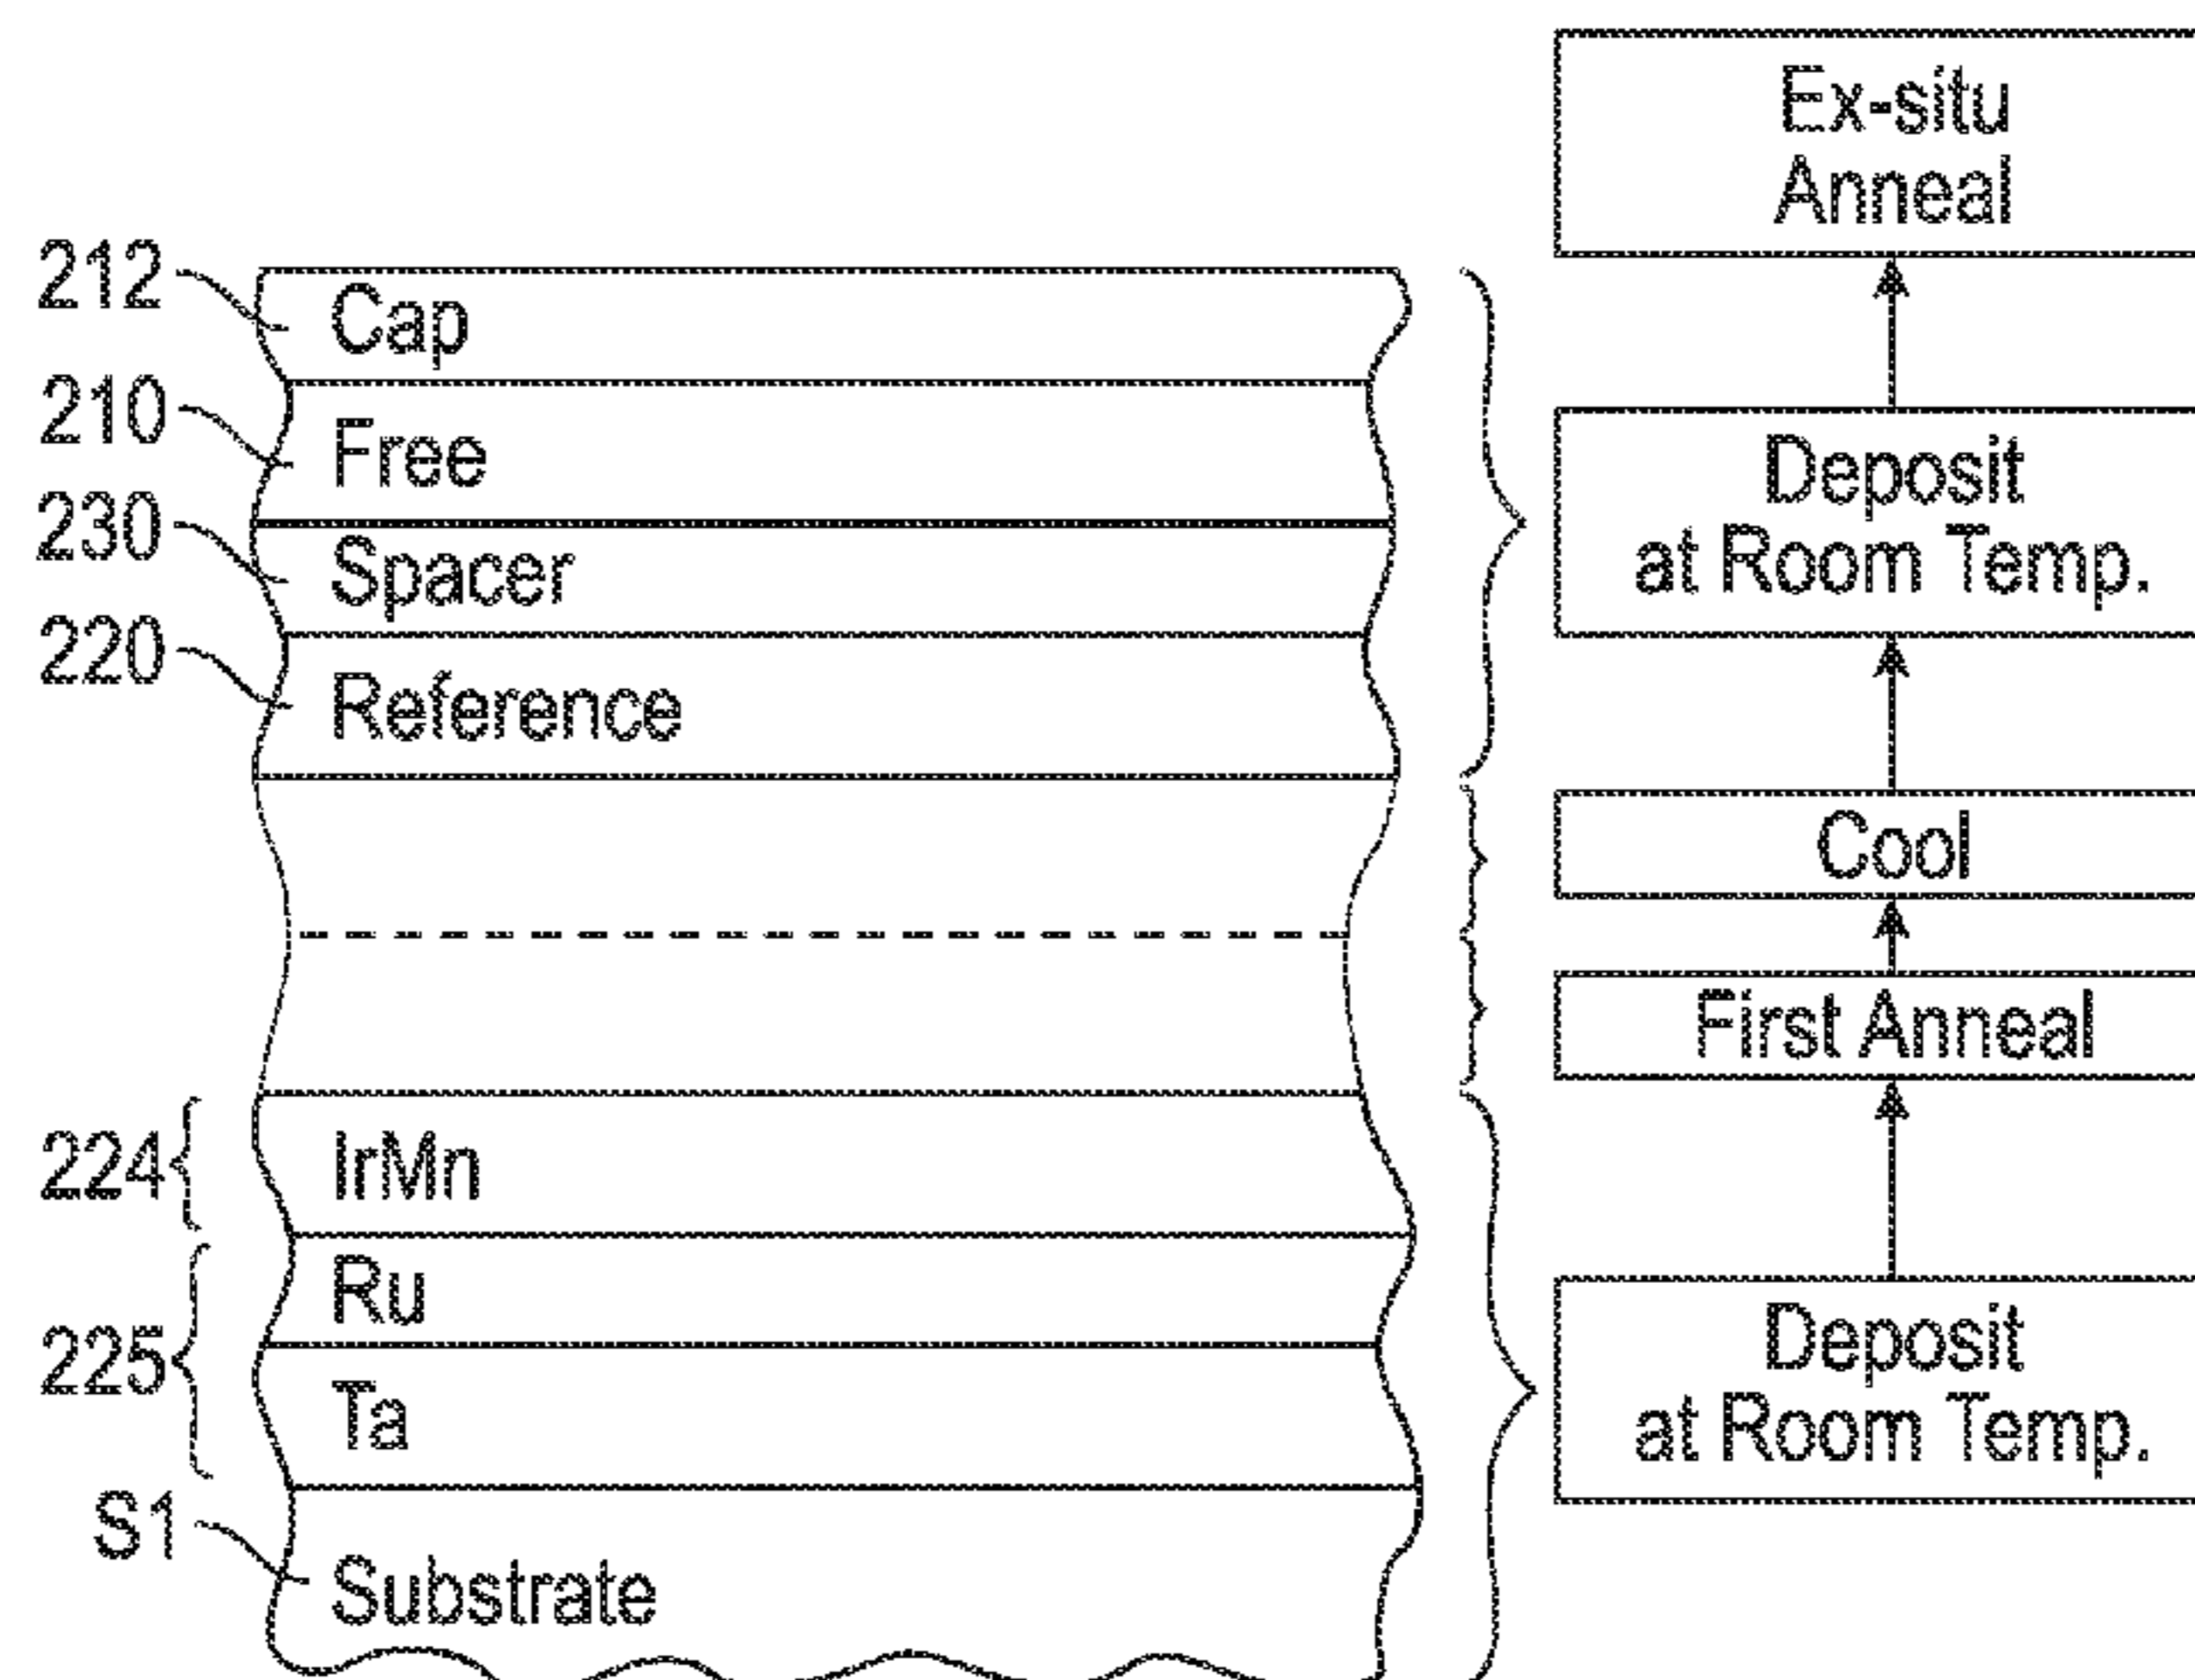 Ex-situ
Anneal
212
Cap
210
Free
Deposit
at Room Temp.
230
Spacer
220
Reference
Cool
First Anneal
224
IrMn
Ru
225
Ta
Deposit
at Room Temp.
S1
Substrate